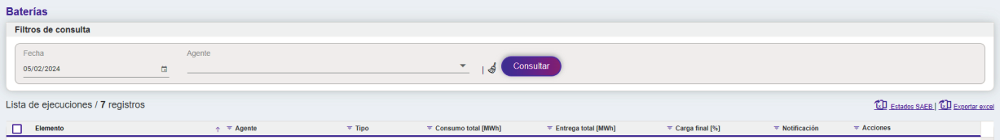 Baterías
Filtros de consulta
Fecha
Agente
05/02/2024
Consultar
Lista de ejecuciones / 7 registros
Estados SAEB | Exportar excel
Elemento Agente Tipo Consumo total [MWh] Entrega total [MWh] Carga final [%] Notificación Acciones